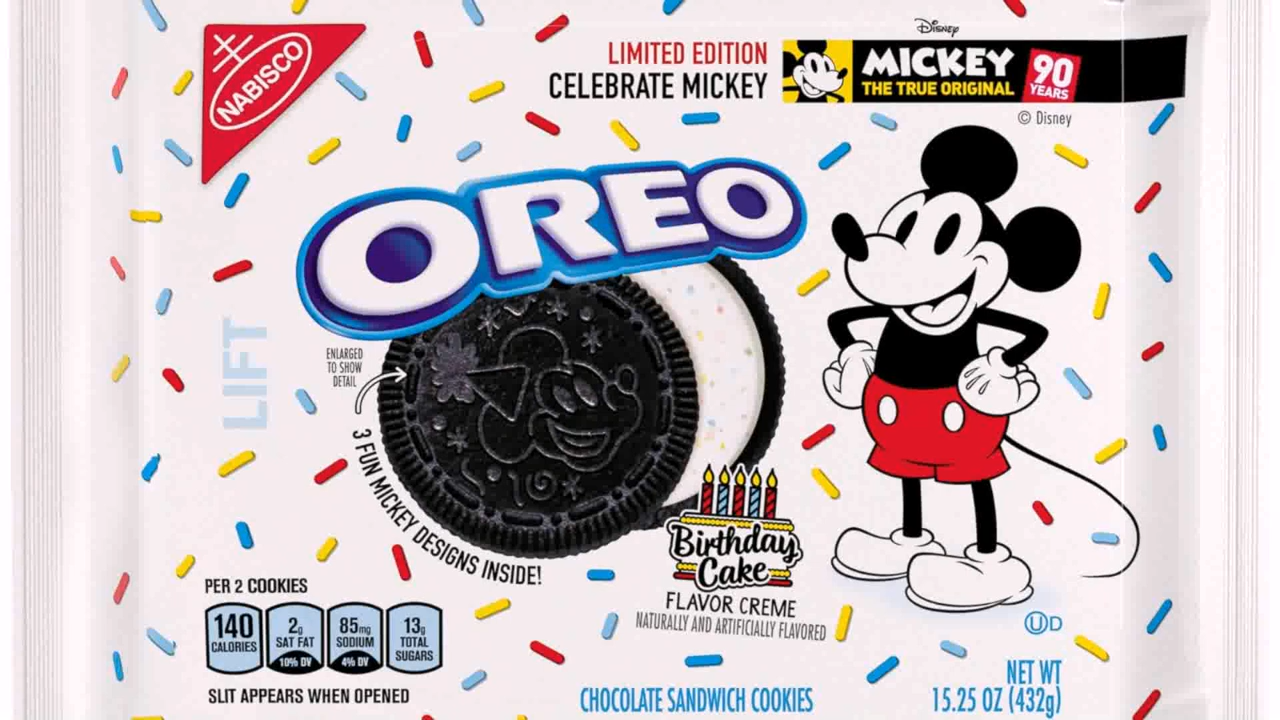 NABISCO
LIMITED EDITION
CELEBRATE MICKEY
Disney
MICKEY
THE TRUE ORIGINAL
90
YEARS
© Disney
OREO
LIFT
ENLARGED
TO SHOW
DETAIL
3 FUN MICKEY DESIGNS INSIDE!
Birthday
Cake
FLAVOR CREME
NATURALLY AND ARTIFICIALLY FLAVORED
PER 2 COOKIES
140
CALORIES
2g
SAT FAT
10% DV
85mg
SODIUM
4% DV
13g
TOTAL
SUGARS
SLIT APPEARS WHEN OPENED
CHOCOLATE SANDWICH COOKIES
UD
NET WT
15.25 OZ (432g)